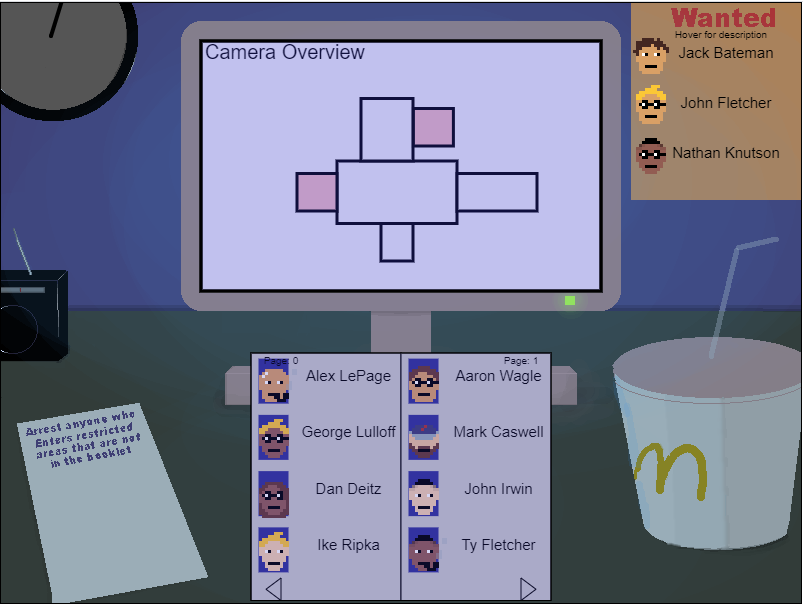 Camera Overview
Wanted
Hover for description
Jack Bateman
John Fletcher
Nathan Knutson
Page: 0
Alex LePage
George Lulloff
Dan Deitz
Ike Ripka
Page: 1
Aaron Wagle
Mark Caswell
John Irwin
Ty Fletcher
Arrest anyone who
Enters restricted
areas that are not
in the booklet
m